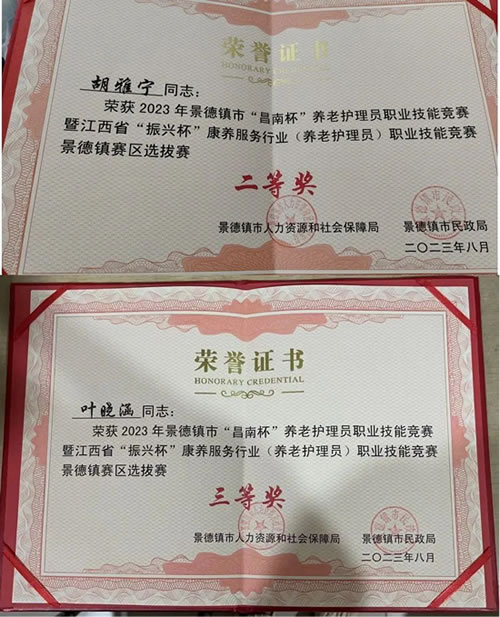 荣誉证书
HONORARY CREDENTIAL
胡雅宁 同志：
荣获 2023 年景德镇市“昌南杯”养老护理员职业技能竞赛
暨江西省“振兴杯”康养服务行业（养老护理员）职业技能竞赛
景德镇赛区选拔赛
二等奖
景德镇市人力资源和社会保障局 景德镇市民政局
二〇二三年八月
荣誉证书
HONORARY CREDENTIAL
叶晓涵 同志：
荣获 2023 年景德镇市“昌南杯”养老护理员职业技能竞赛
暨江西省“振兴杯”康养服务行业（养老护理员）职业技能竞赛
景德镇赛区选拔赛
三等奖
景德镇市人力资源和社会保障局 景德镇市民政局
二〇二三年八月